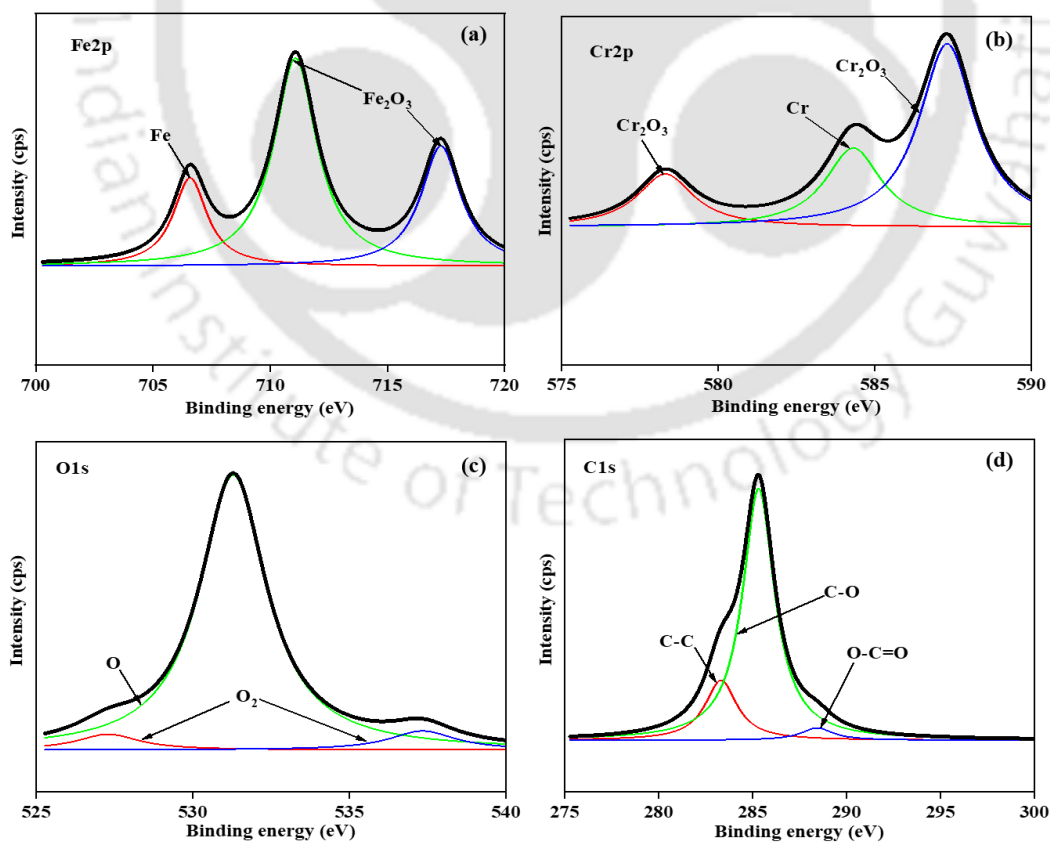 Fe2p
(a)
Fe
Fe₂O₃
Intensity (cps)
700 705 710 715 720
Binding energy (eV)
Cr2p
(b)
Cr₂O₃
Cr
Cr₂O₃
Intensity (cps)
575 580 585 590
Binding energy (eV)
O1s
(c)
O
O₂
Intensity (cps)
525 530 535 540
Binding energy (eV)
C1s
(d)
C-O
C-C
O-C=O
Intensity (cps)
275 280 285 290 295 300
Binding energy (eV)
Indian Institute of Technology Guwahati